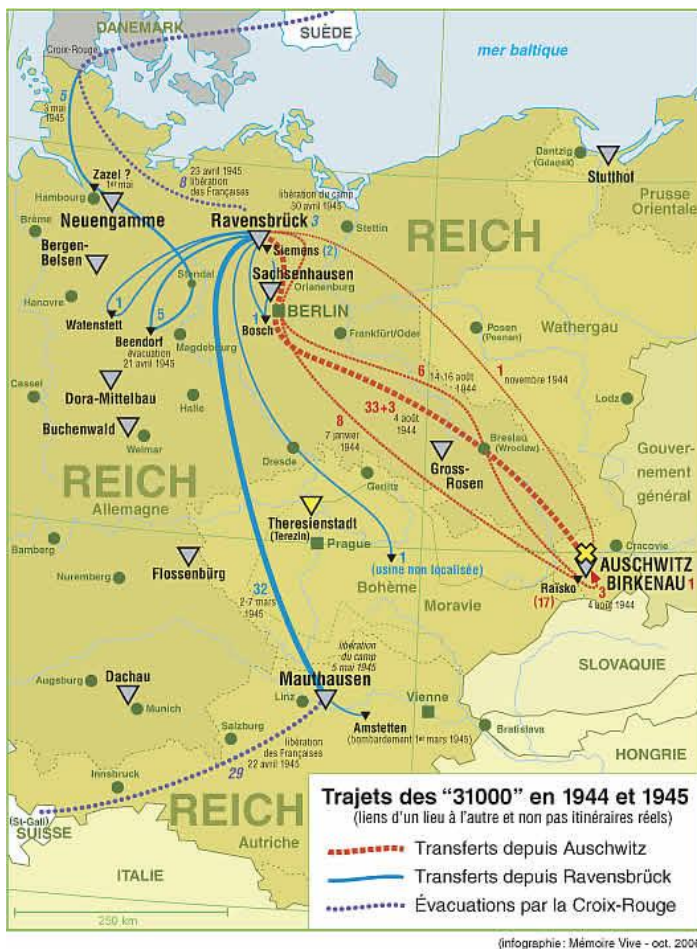 DANEMARK
SUÈDE
Croix-Rouge
mer baltique
5
3 mai
1945
Zazel ?
1er mai
Hambourg
Neuengamme
8
23 avril 1945
libération
des Françaises
Ravensbrück 3
libération du camp
30 avril 1945
Siemens (2)
Stettin
Dantzig
(Gdansk)
Stutthof
Prusse
Orientale
REICH
Brême
Bergen-
Belsen
Sachsenhausen
Oranienburg
BERLIN
Stendal
Hanovre
1
Watenstett
5
Beendorf
évacuation
21 avril 1945
Magdebourg
1
Bosch
Frankfurt/Oder
Posen
(Poznan)
Wathergau
6
14-16 août
1944
1
novembre 1944
Cassel
Dora-Mittelbau
Halle
Buchenwald
Weimar
33+3
4 août
1944
8
7 janvier
1944
Lodz
Breslau
(Wroclaw)
Gross-
Rosen
Gouver-
nement
général
REICH
Allemagne
Dresde
Gerlitz
Theresienstadt
(Terezin)
Prague
1
(usine non localisée)
Bohème
Moravie
Cracovie
AUSCHWITZ
BIRKENAU 1
Raïsko
(17)
3
4 août 1944
Bamberg
Nuremberg
Flossenbürg
32
2-7 mars
1945
SLOVAQUIE
libération
du camp
5 mai 1945
Mauthausen
Dachau
Augsburg
Munich
Linz
Vienne
Amstetten
(bombardement 1er mars 1945)
Bratislava
Salzburg
libération
des Françaises
22 avril 1945
29
HONGRIE
Innsbruck
(St-Gall)
SUISSE
REICH
Autriche
ITALIE
250 km
Trajets des “31000” en 1944 et 1945
(liens d'un lieu à l'autre et non pas itinéraires réels)
Transferts depuis Auschwitz
Transferts depuis Ravensbrück
Évacuations par la Croix-Rouge
(infographie: Mémoire Vive - oct.